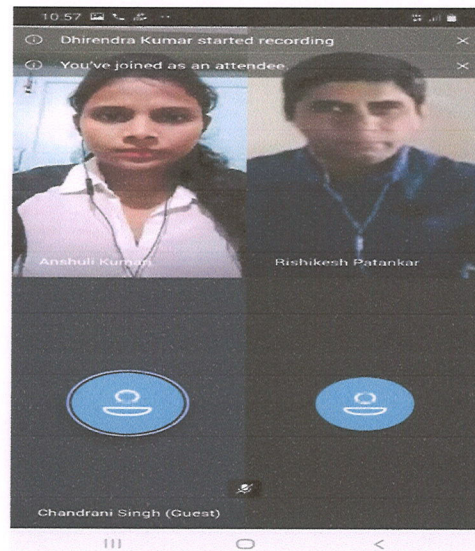 10.57
Dhirendra Kumar started recording
You've joined as an attendee.
Anshuli Kumari
Rishikesh Patankar
Chandrani Singh (Guest)